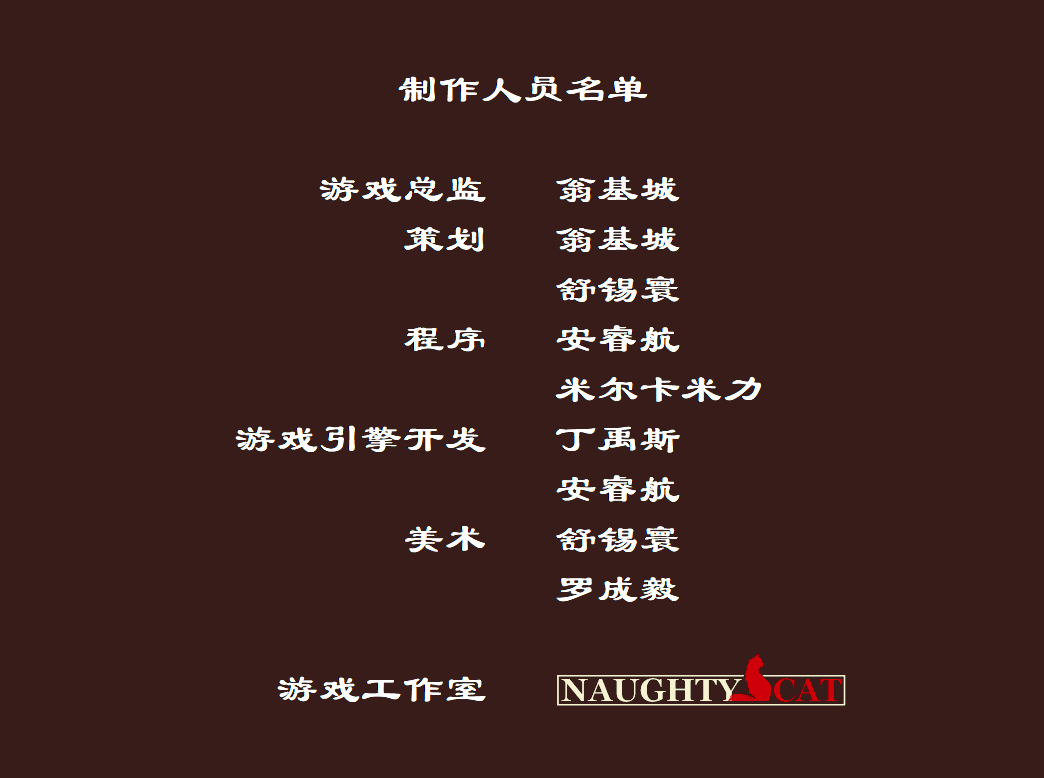 制作人员名单
游戏总监 翁基城
策划 翁基城
舒锡寰
程序 安睿航
米尔卡米力
游戏引擎开发 丁禹斯
安睿航
美术 舒锡寰
罗成毅
游戏工作室 NAUGHTY CAT